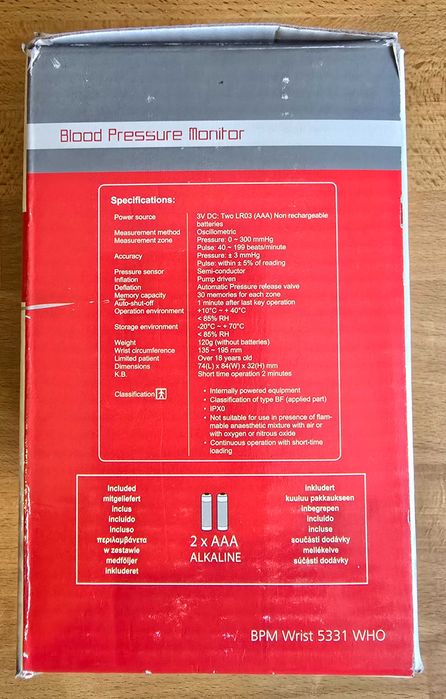 Blood Pressure Monitor
Specifications:
Power source 3V DC: Two LR03 (AAA) Non rechargeable
batteries
Measurement method Oscillometric
Measurement zone Pressure: 0 ~ 300 mmHg
Pulse: 40 ~ 199 beats/minute
Accuracy Pressure: ± 3 mmHg
Pulse: within ± 5% of reading
Pressure sensor Semi-conductor
Inflation Pump driven
Deflation Automatic Pressure release valve
Memory capacity 30 memories for each zone
Auto-shut-off 1 minute after last key operation
Operation environment +10°C ~ + 40°C
< 85% RH
Storage environment -20°C ~ + 70°C
< 85% RH
Weight 120g (without batteries)
Wrist circumference 135 ~ 195 mm
Limited patient Over 18 years old
Dimensions 74(L) x 84(W) x 32(H) mm
K.B. Short time operation 2 minutes
Classification
• Internally powered equipment
• Classification of type BF (applied part)
• IPX0
• Not suitable for use in presence of flam-
mable anaesthetic mixture with air or
with oxygen or nitrous oxide
• Continuous operation with short-time
loading
included
mitgeliefert
inclus
incluido
incluso
περιλαμβάνετα
w zestawie
medföljer
inkluderet
2 x AAA
ALKALINE
inkludert
kuuluu pakkaukseen
inbegrepen
incluido
incluse
součástí dodávky
mellékelve
súčásti dodávky
BPM Wrist 5331 WHO